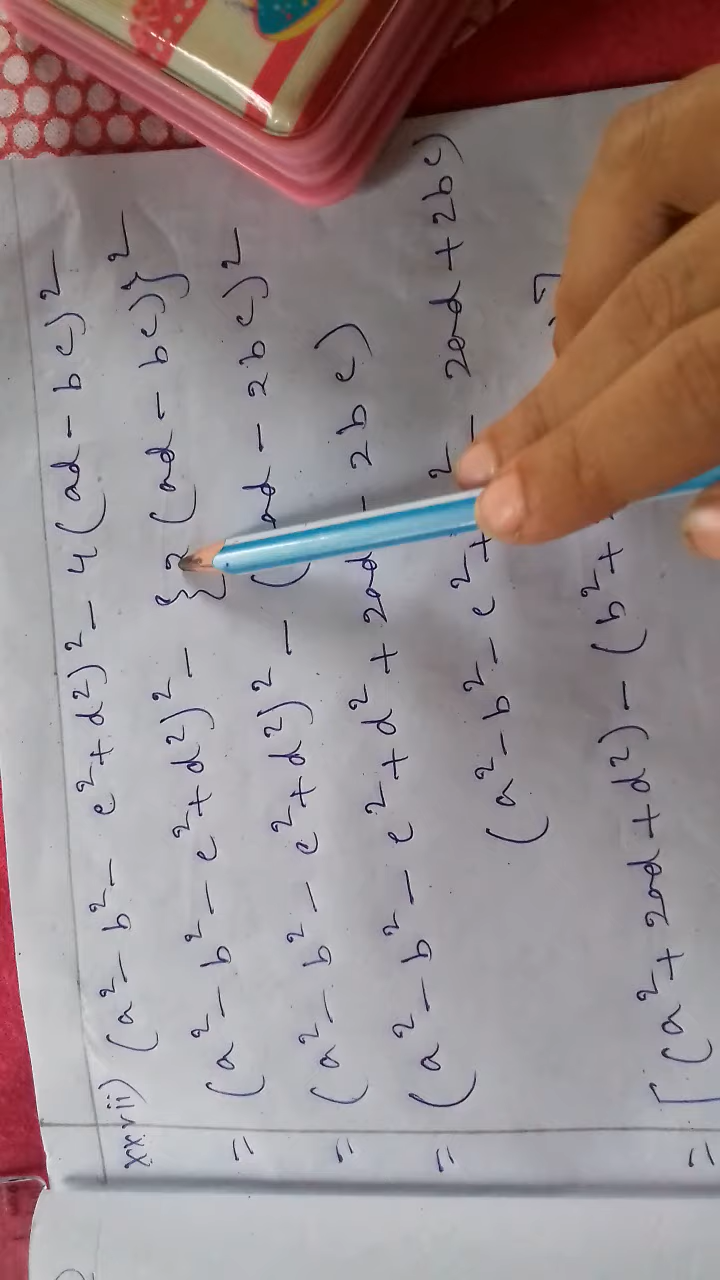 xxvii) (a² - b² - c² + d²)² - 4 (ad - bc)²
= (a² - b² - c² + d²)² - {2 (ad - bc)}²
= (a² - b² - c² + d²)² - ( ad - 2bc)²
= (a² - b² - c² + d² + 2ad - 2bc)
(a² - b² - c² + ² - 2ad + 2bc)
= [(a² + 2ad + d²) - (b² +